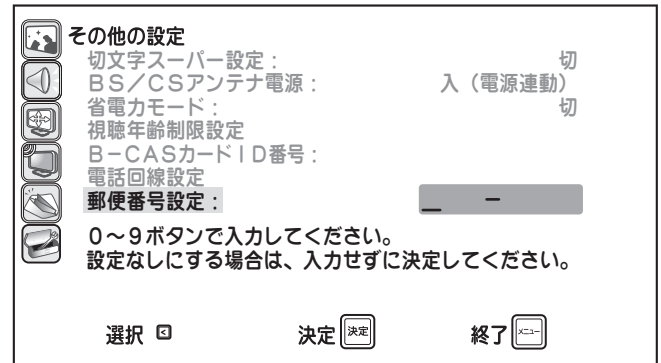 その他の設定
切文字スーパー設定： 切
BS／CSアンテナ電源： 入（電源連動）
省電力モード： 切
視聴年齢制限設定
B－CASカードID番号：
電話回線設定
郵便番号設定： _ －
０～９ボタンで入力してください。
設定なしにする場合は、入力せずに決定してください。
選択 決定 決定 終了 メニュー